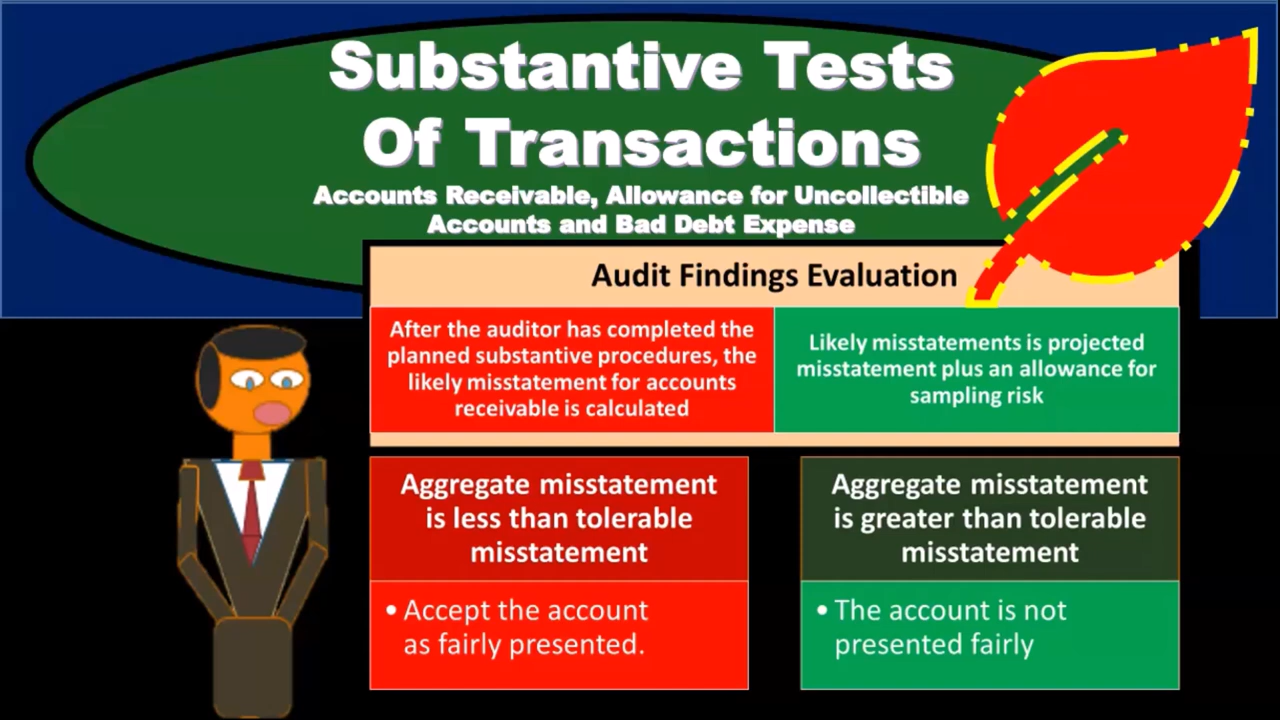 Substantive Tests
Of Transactions
Accounts Receivable, Allowance for Uncollectible
Accounts and Bad Debt Expense
Audit Findings Evaluation
After the auditor has completed the
planned substantive procedures, the
likely misstatement for accounts
receivable is calculated
Likely misstatements is projected
misstatement plus an allowance for
sampling risk
Aggregate misstatement
is less than tolerable
misstatement
• Accept the account
as fairly presented.
Aggregate misstatement
is greater than tolerable
misstatement
• The account is not
presented fairly